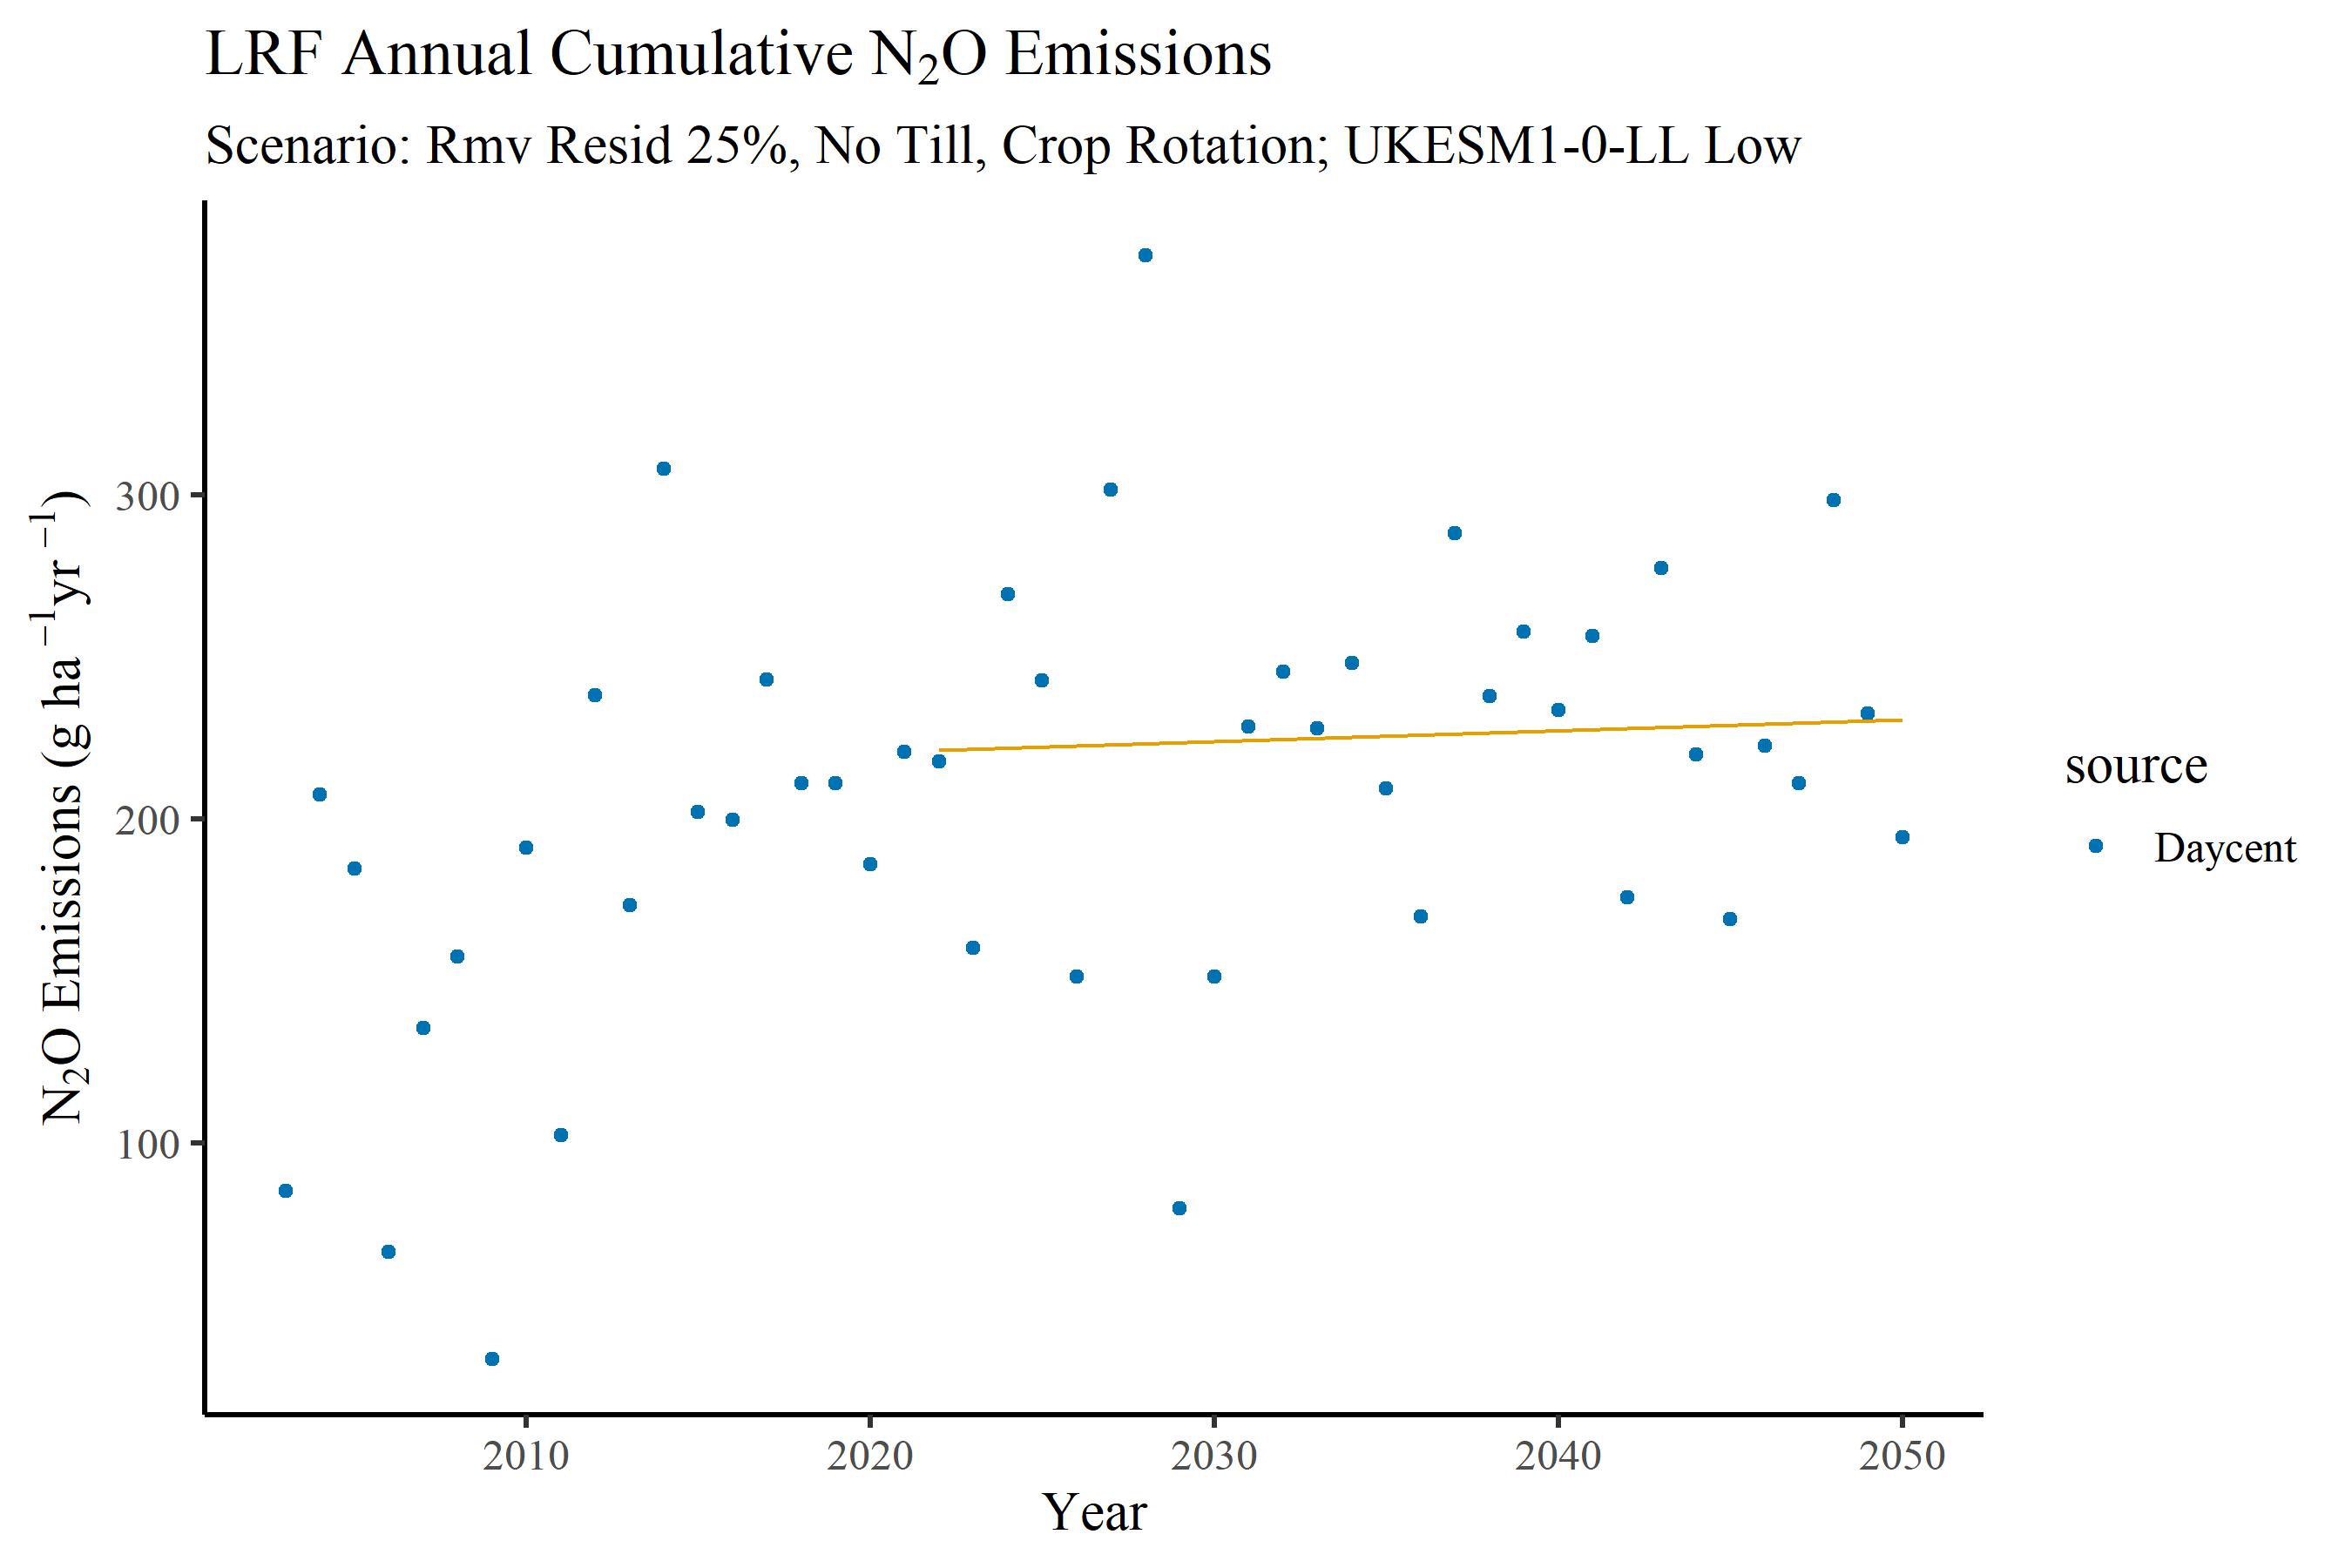 LRF Annual Cumulative N₂O Emissions
Scenario: Rmv Resid 25%, No Till, Crop Rotation; UKESM1-0-LL Low
N₂O Emissions (g ha ⁻¹yr ⁻¹)
300
200
100
2010 2020 2030 2040 2050
Year
source
Daycent